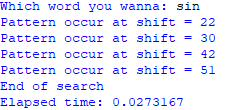 Which word you wanna: sin
Pattern occur at shift = 22
Pattern occur at shift = 30
Pattern occur at shift = 42
Pattern occur at shift = 51
End of search
Elapsed time: 0.0273167